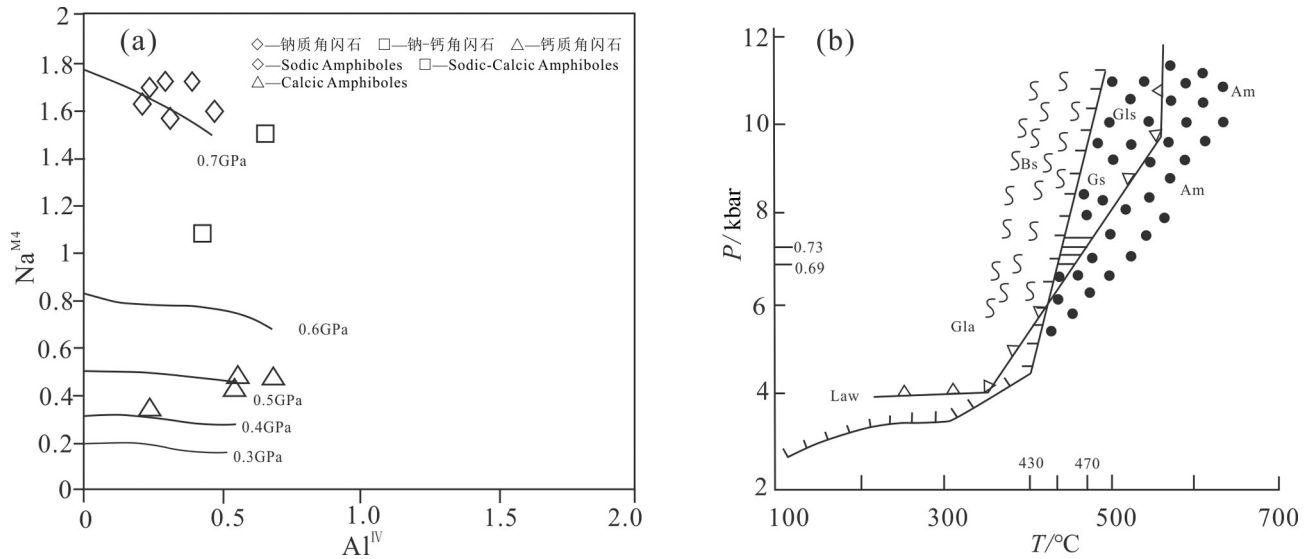 (a)
◇—钠质角闪石 □—钠-钙角闪石 △—钙质角闪石
◇—Sodic Amphiboles □—Sodic-Calcic Amphiboles
△—Calcic Amphiboles
2
1.8
1.6
1.4
1.2
1
0.8
0.6
0.4
0.2
0
Na^M4
0.7GPa
0.6GPa
0.5GPa
0.4GPa
0.3GPa
0
0.5
1.0
1.5
2.0
Al^IV
(b)
12
10
8
6
4
2
P/kbar
0.73
0.69
Am
Gls
Bs
Gs
Am
Gla
Law
430
470
100
300
500
700
T/°C